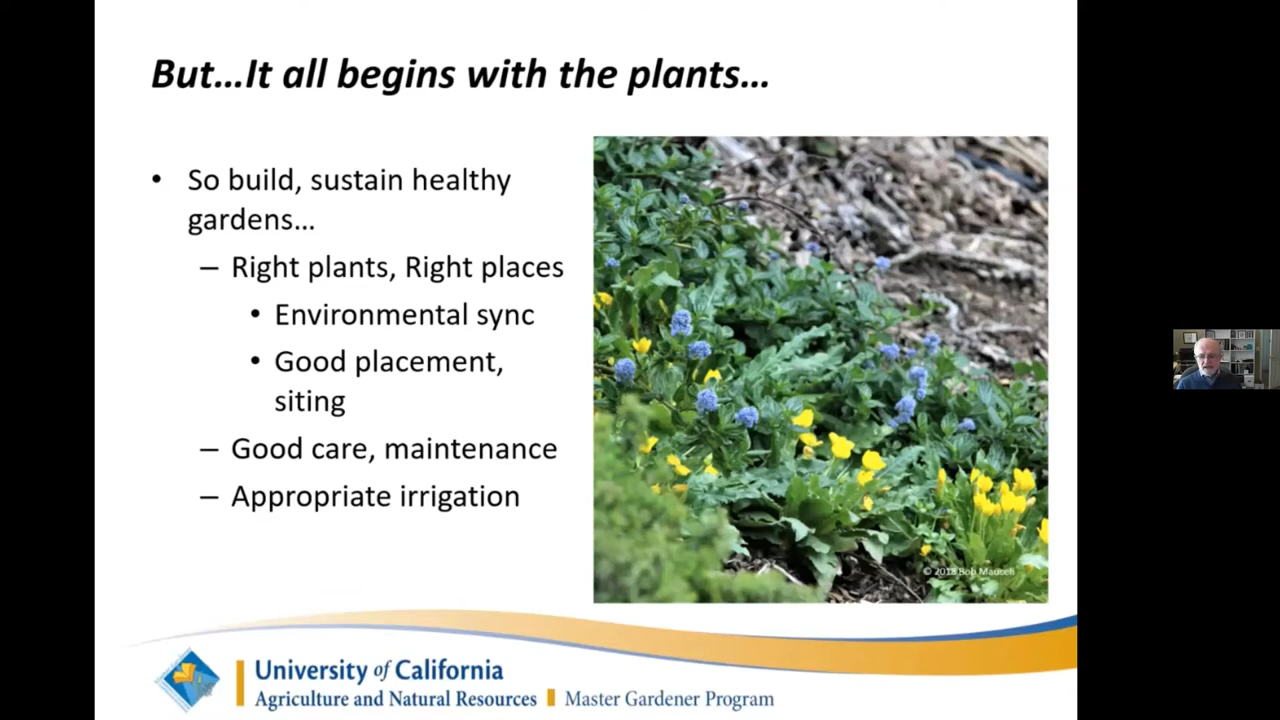 But…It all begins with the plants…
• So build, sustain healthy
gardens…
– Right plants, Right places
• Environmental sync
• Good placement,
siting
– Good care, maintenance
– Appropriate irrigation
© 2018 Bob Mauceli
University of California
Agriculture and Natural Resources
Master Gardener Program